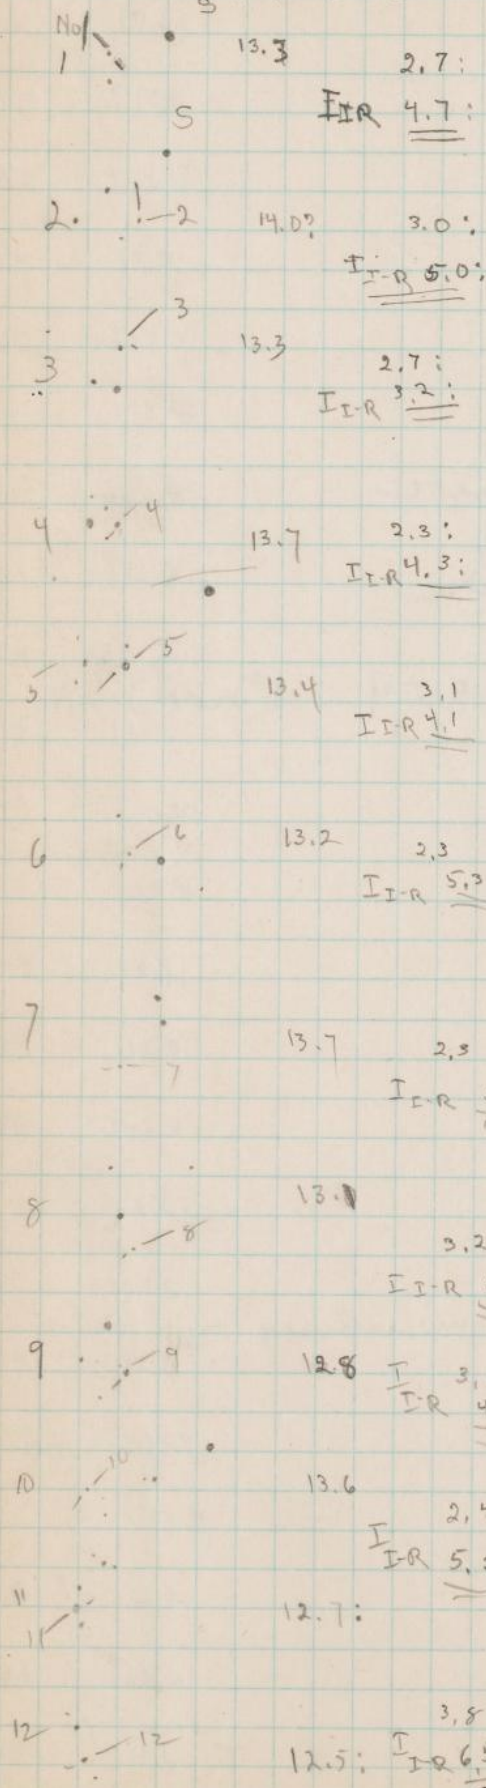 S
No
1 13.3 2.7:
I I-R 4.7:
S
2. 2 14.0? 3.0:
I I-R 5.0:
3
3 13.3
2.7:
I I-R 3.2:
4 4 13.7 2.3:
I I-R 4.3:
5
5 13.4 3.1
I I-R 4.1
6 6 13.2 2.3
I I-R 5.3
7 13.7 2.3
7
I I-R
8 13.1
8 3.2
I I-R
9 9 12.8 I I-R 3.
10
10 13.6
2.
I I-R 5.
11 12.7:
11
3.8
12 12 12.5: I I-R 6.